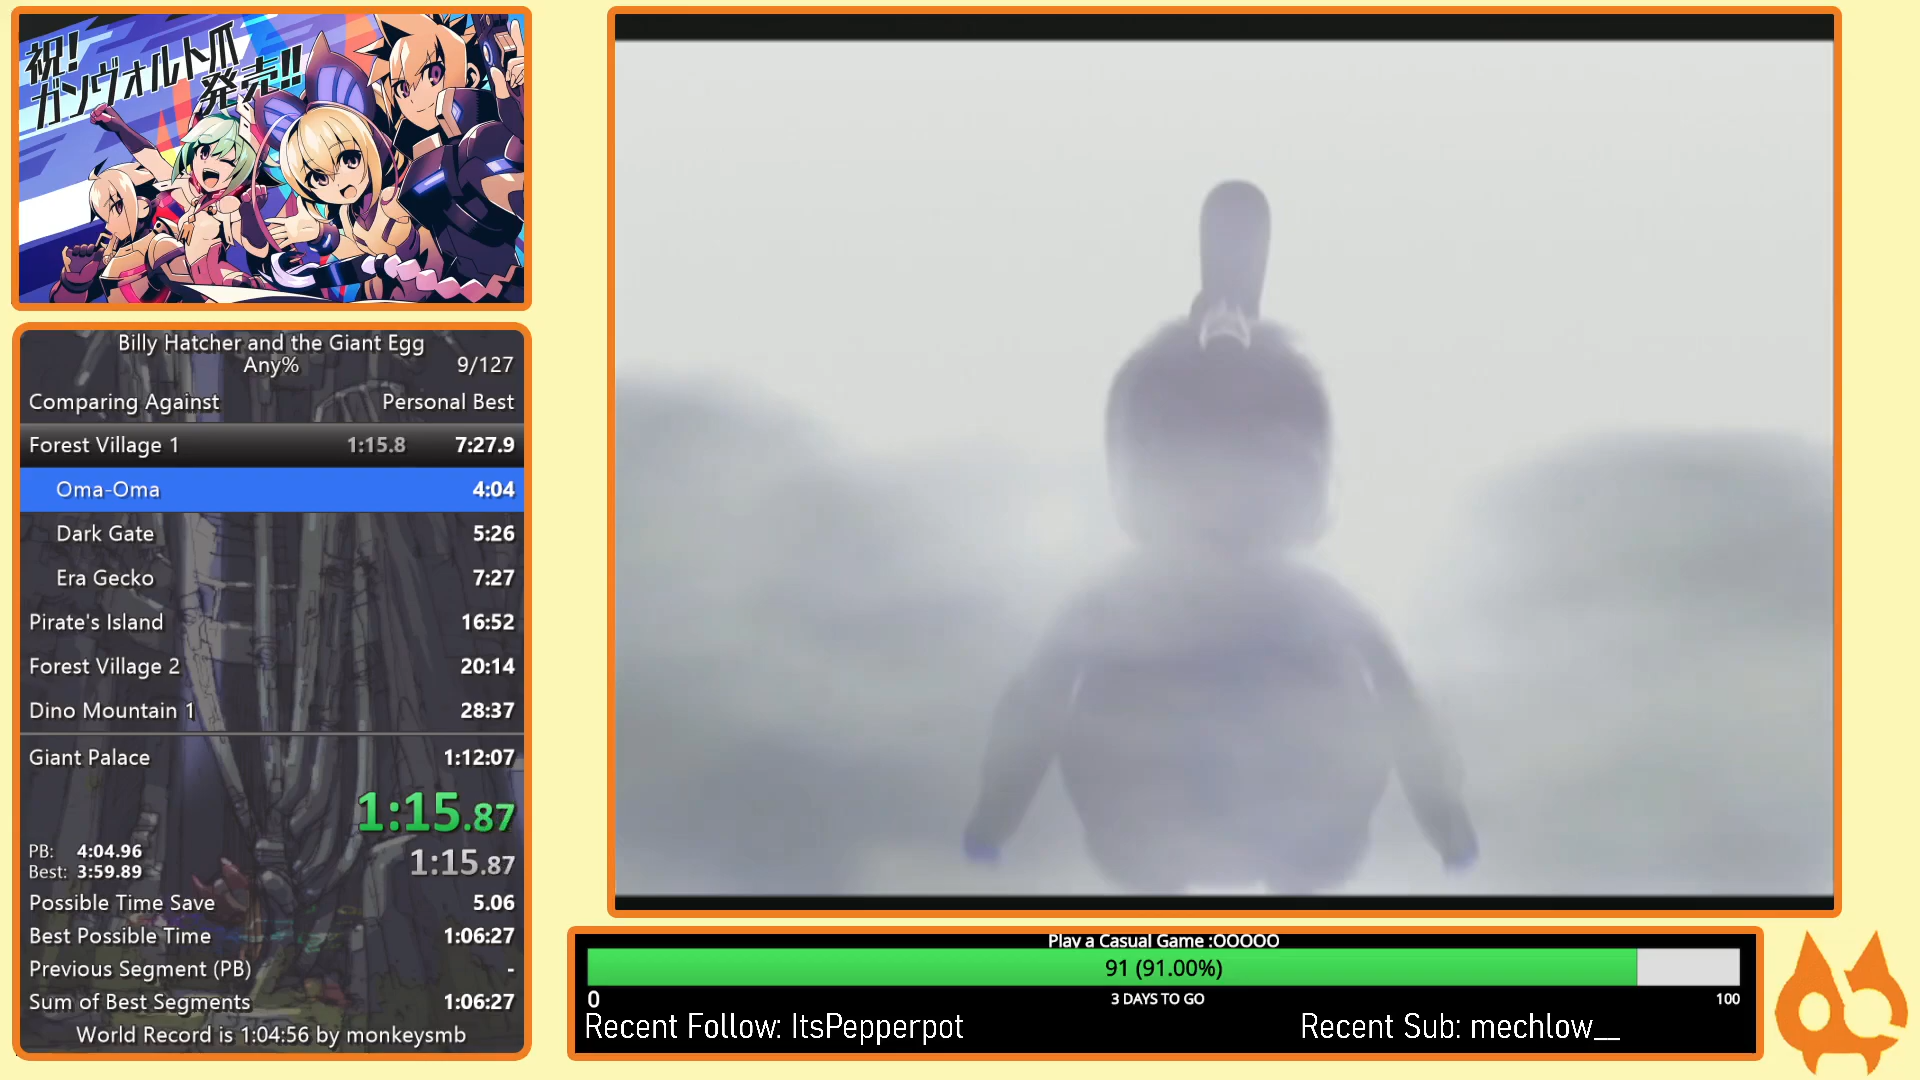 祝!
ガンヴォルト爪
発売!!
Billy Hatcher and the Giant Egg
Any%
9/127
Comparing Against Personal Best
Forest Village 1 1:15.8 7:27.9
Oma-Oma 4:04
Dark Gate 5:26
Era Gecko 7:27
Pirate's Island 16:52
Forest Village 2 20:14
Dino Mountain 1 28:37
Giant Palace 1:12:07
1:15.87
PB: 4:04.96
Best: 3:59.89
1:15.87
Possible Time Save 5.06
Best Possible Time 1:06:27
Previous Segment (PB) -
Sum of Best Segments 1:06:27
World Record is 1:04:56 by monkeysmb
Play a Casual Game :OOOOO
91 (91.00%)
0 3 DAYS TO GO 100
Recent Follow: ItsPepperpot Recent Sub: mechlow__